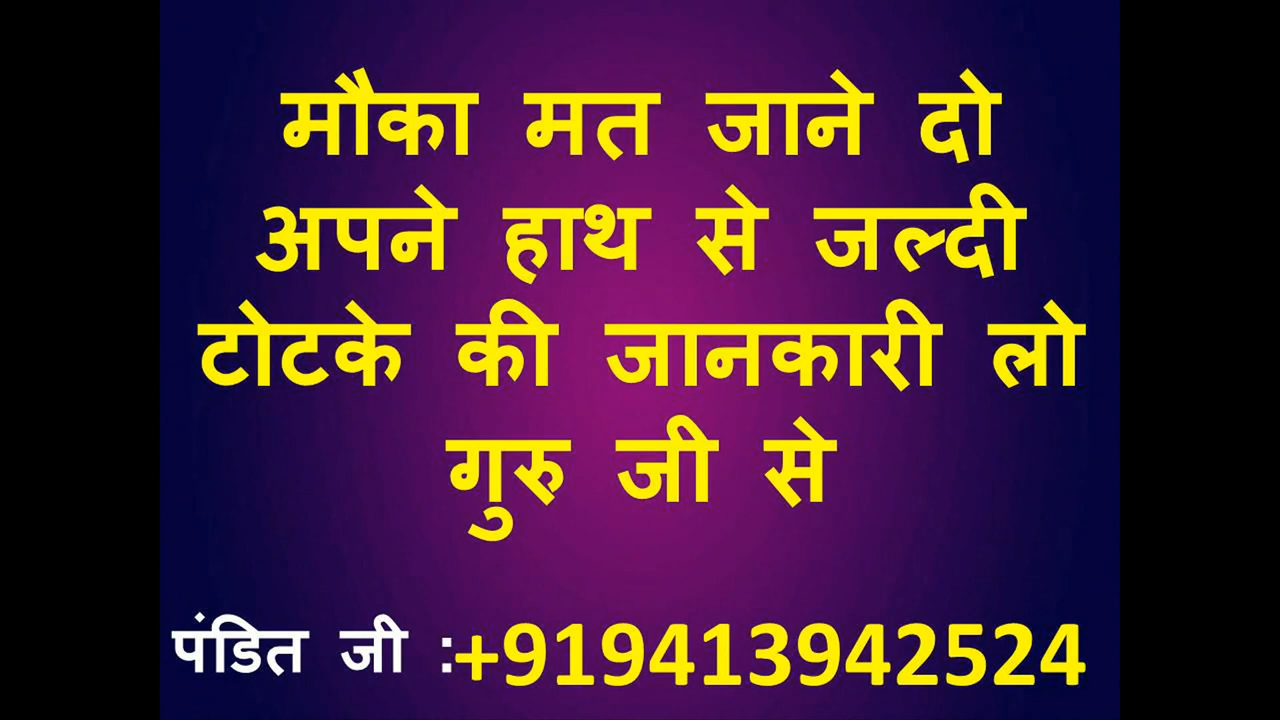 मौका मत जाने दो
अपने हाथ से जल्दी
टोटके की जानकारी लो
गुरु जी से
पंडित जी :+919413942524